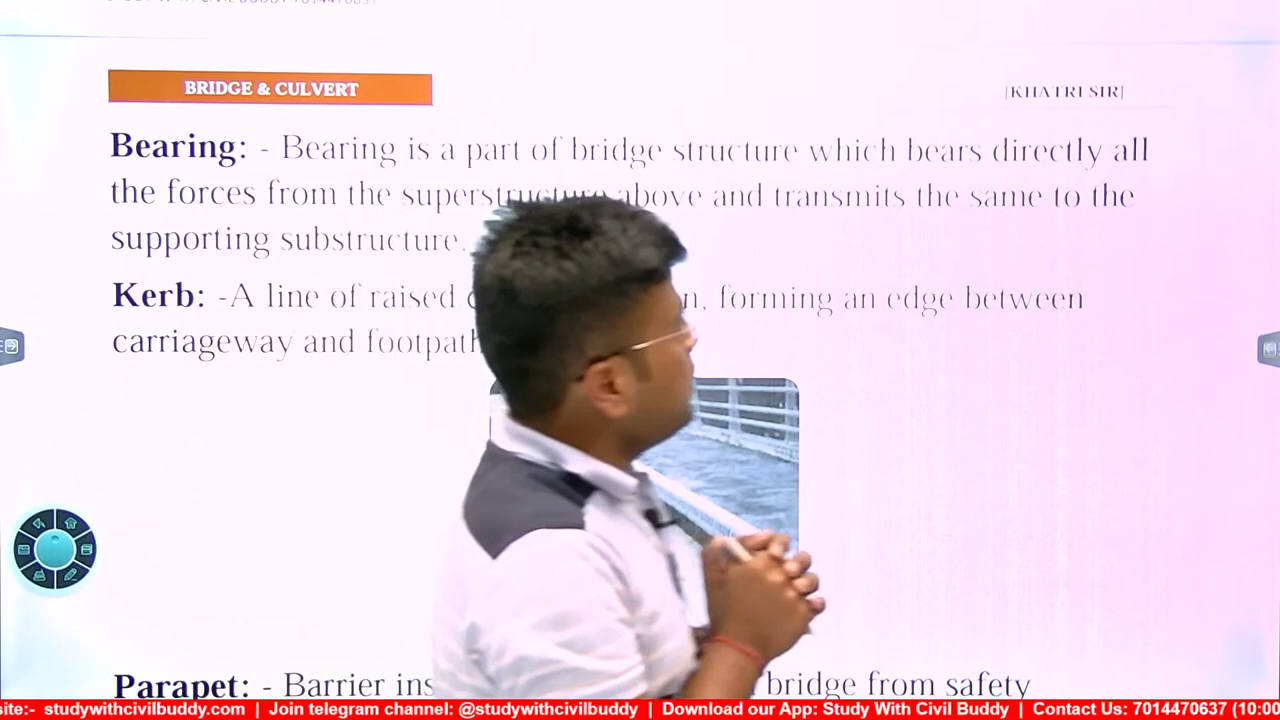 BRIDGE & CULVERT
|KHATRI SIR|
Bearing: - Bearing is a part of bridge structure which bears directly all
the forces from the superstructure above and transmits the same to the
supporting substructure.
Kerb: -A line of raised n, forming an edge between
carriageway and footpath
Parapet: - Barrier ins bridge from safety
site:- studywithcivilbuddy.com | Join telegram channel: @studywithcivilbuddy | Download our App: Study With Civil Buddy | Contact Us: 7014470637 (10:00